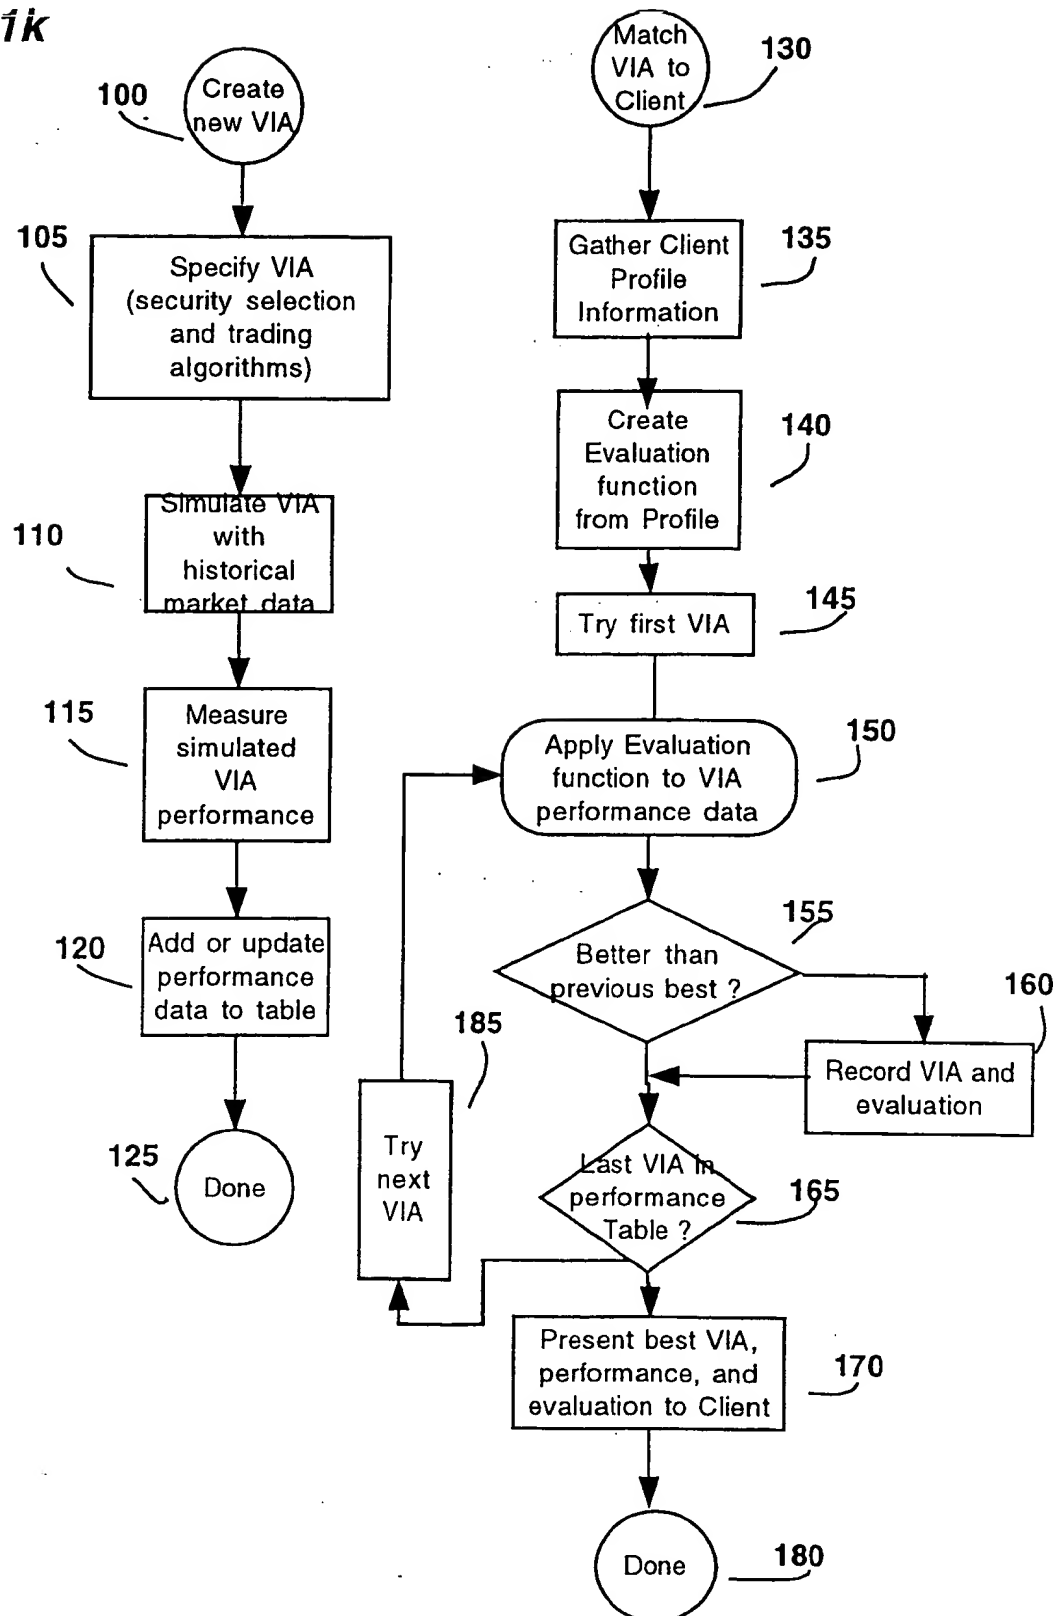 1k
100
Create
new VIA
105
Specify VIA
(security selection
and trading
algorithms)
110
Simulate VIA
with
historical
market data
115
Measure
simulated
VIA
performance
120
Add or update
performance
data to table
125
Done
130
Match
VIA to
Client
135
Gather Client
Profile
Information
140
Create
Evaluation
function
from Profile
145
Try first VIA
150
Apply Evaluation
function to VIA
performance data
155
Better than
previous best ?
160
Record VIA and
evaluation
185
Try
next
VIA
165
Last VIA in
performance
Table ?
170
Present best VIA,
performance, and
evaluation to Client
180
Done